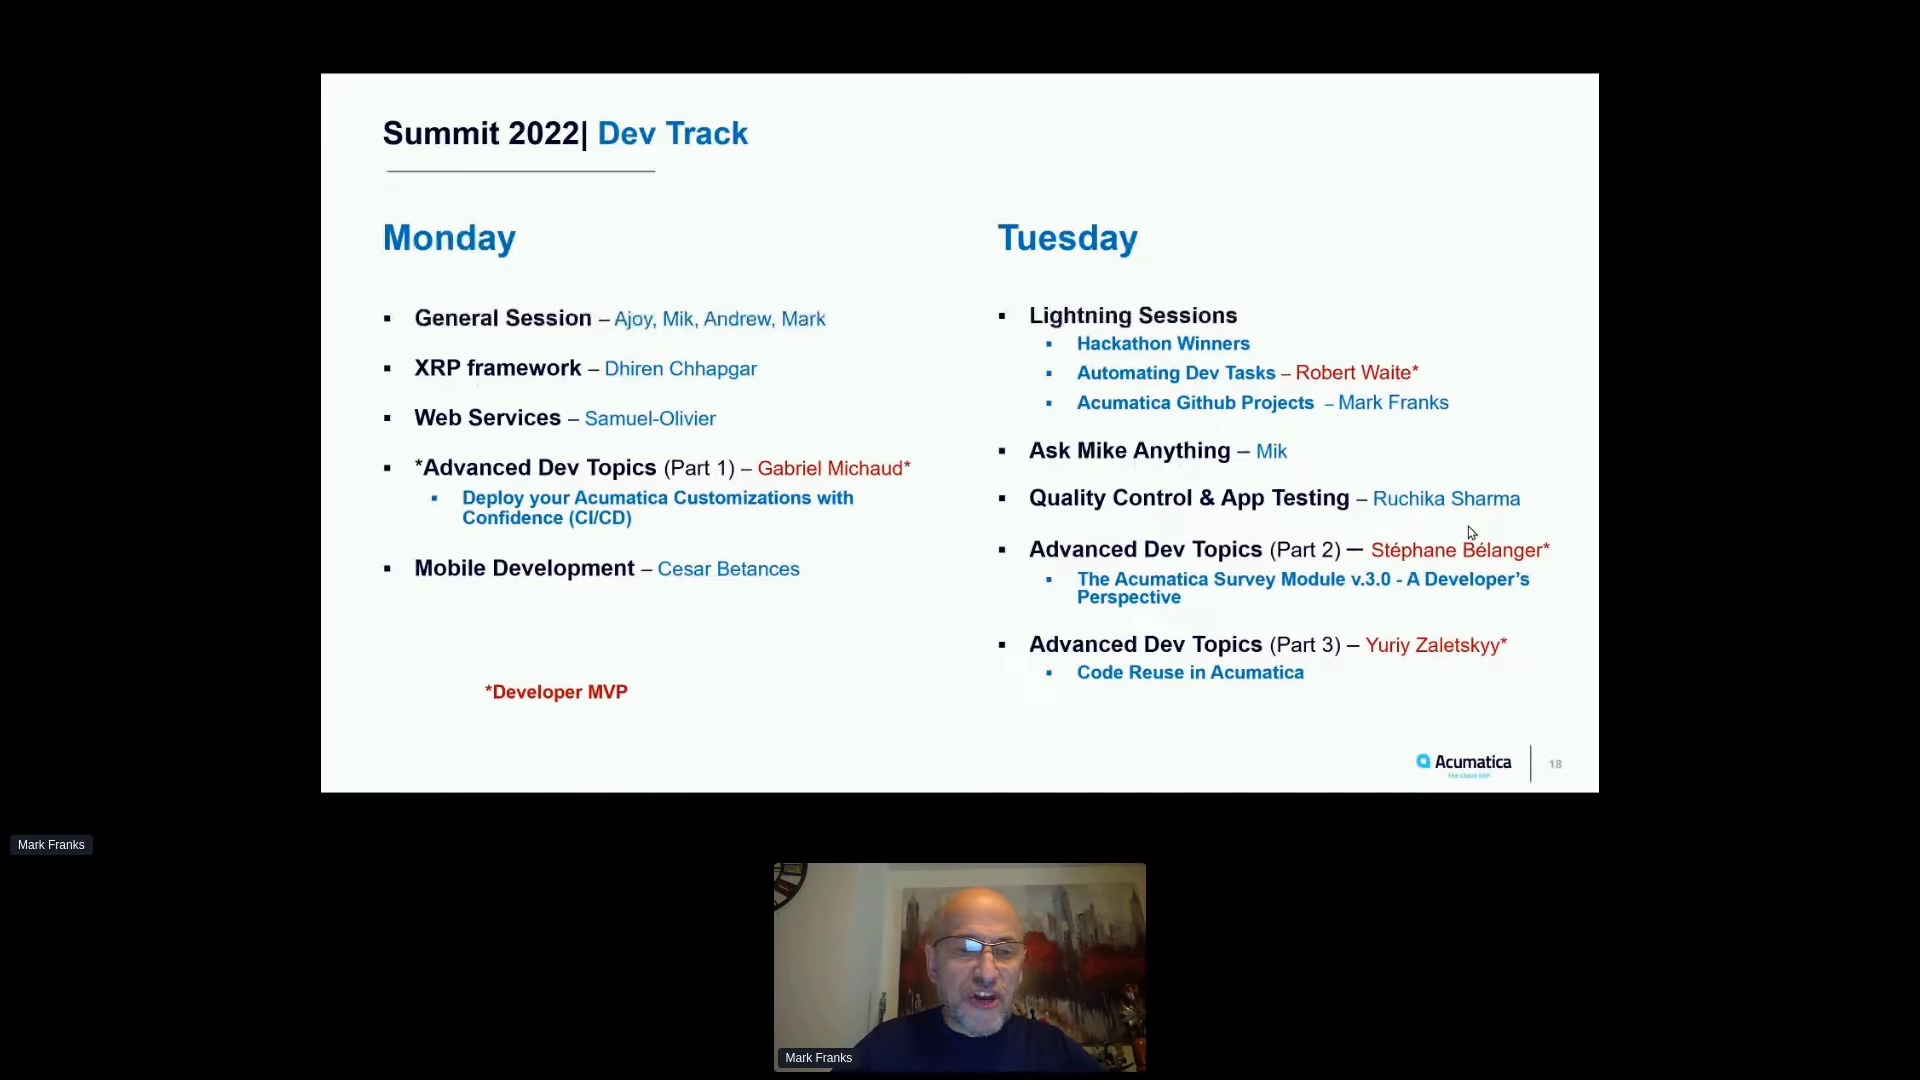 Summit 2022| Dev Track
Monday
▪ General Session – Ajoy, Mik, Andrew, Mark
▪ XRP framework – Dhiren Chhapgar
▪ Web Services – Samuel-Olivier
▪ *Advanced Dev Topics (Part 1) – Gabriel Michaud*
▪ Deploy your Acumatica Customizations with
Confidence (CI/CD)
▪ Mobile Development – Cesar Betances
*Developer MVP
Tuesday
▪ Lightning Sessions
▪ Hackathon Winners
▪ Automating Dev Tasks – Robert Waite*
▪ Acumatica Github Projects – Mark Franks
▪ Ask Mike Anything – Mik
▪ Quality Control & App Testing – Ruchika Sharma
▪ Advanced Dev Topics (Part 2) – Stéphane Bélanger*
▪ The Acumatica Survey Module v.3.0 - A Developer’s
Perspective
▪ Advanced Dev Topics (Part 3) – Yuriy Zaletskyy*
▪ Code Reuse in Acumatica
Acumatica
The Cloud ERP
18
Mark Franks
Mark Franks